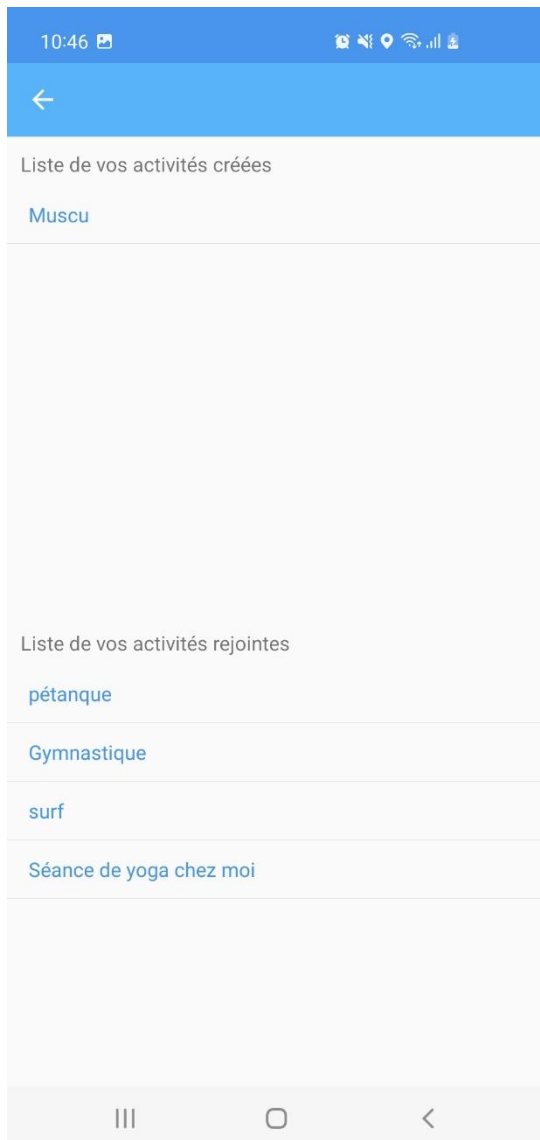 10:46
Liste de vos activités créées
Muscu
Liste de vos activités rejointes
pétanque
Gymnastique
surf
Séance de yoga chez moi